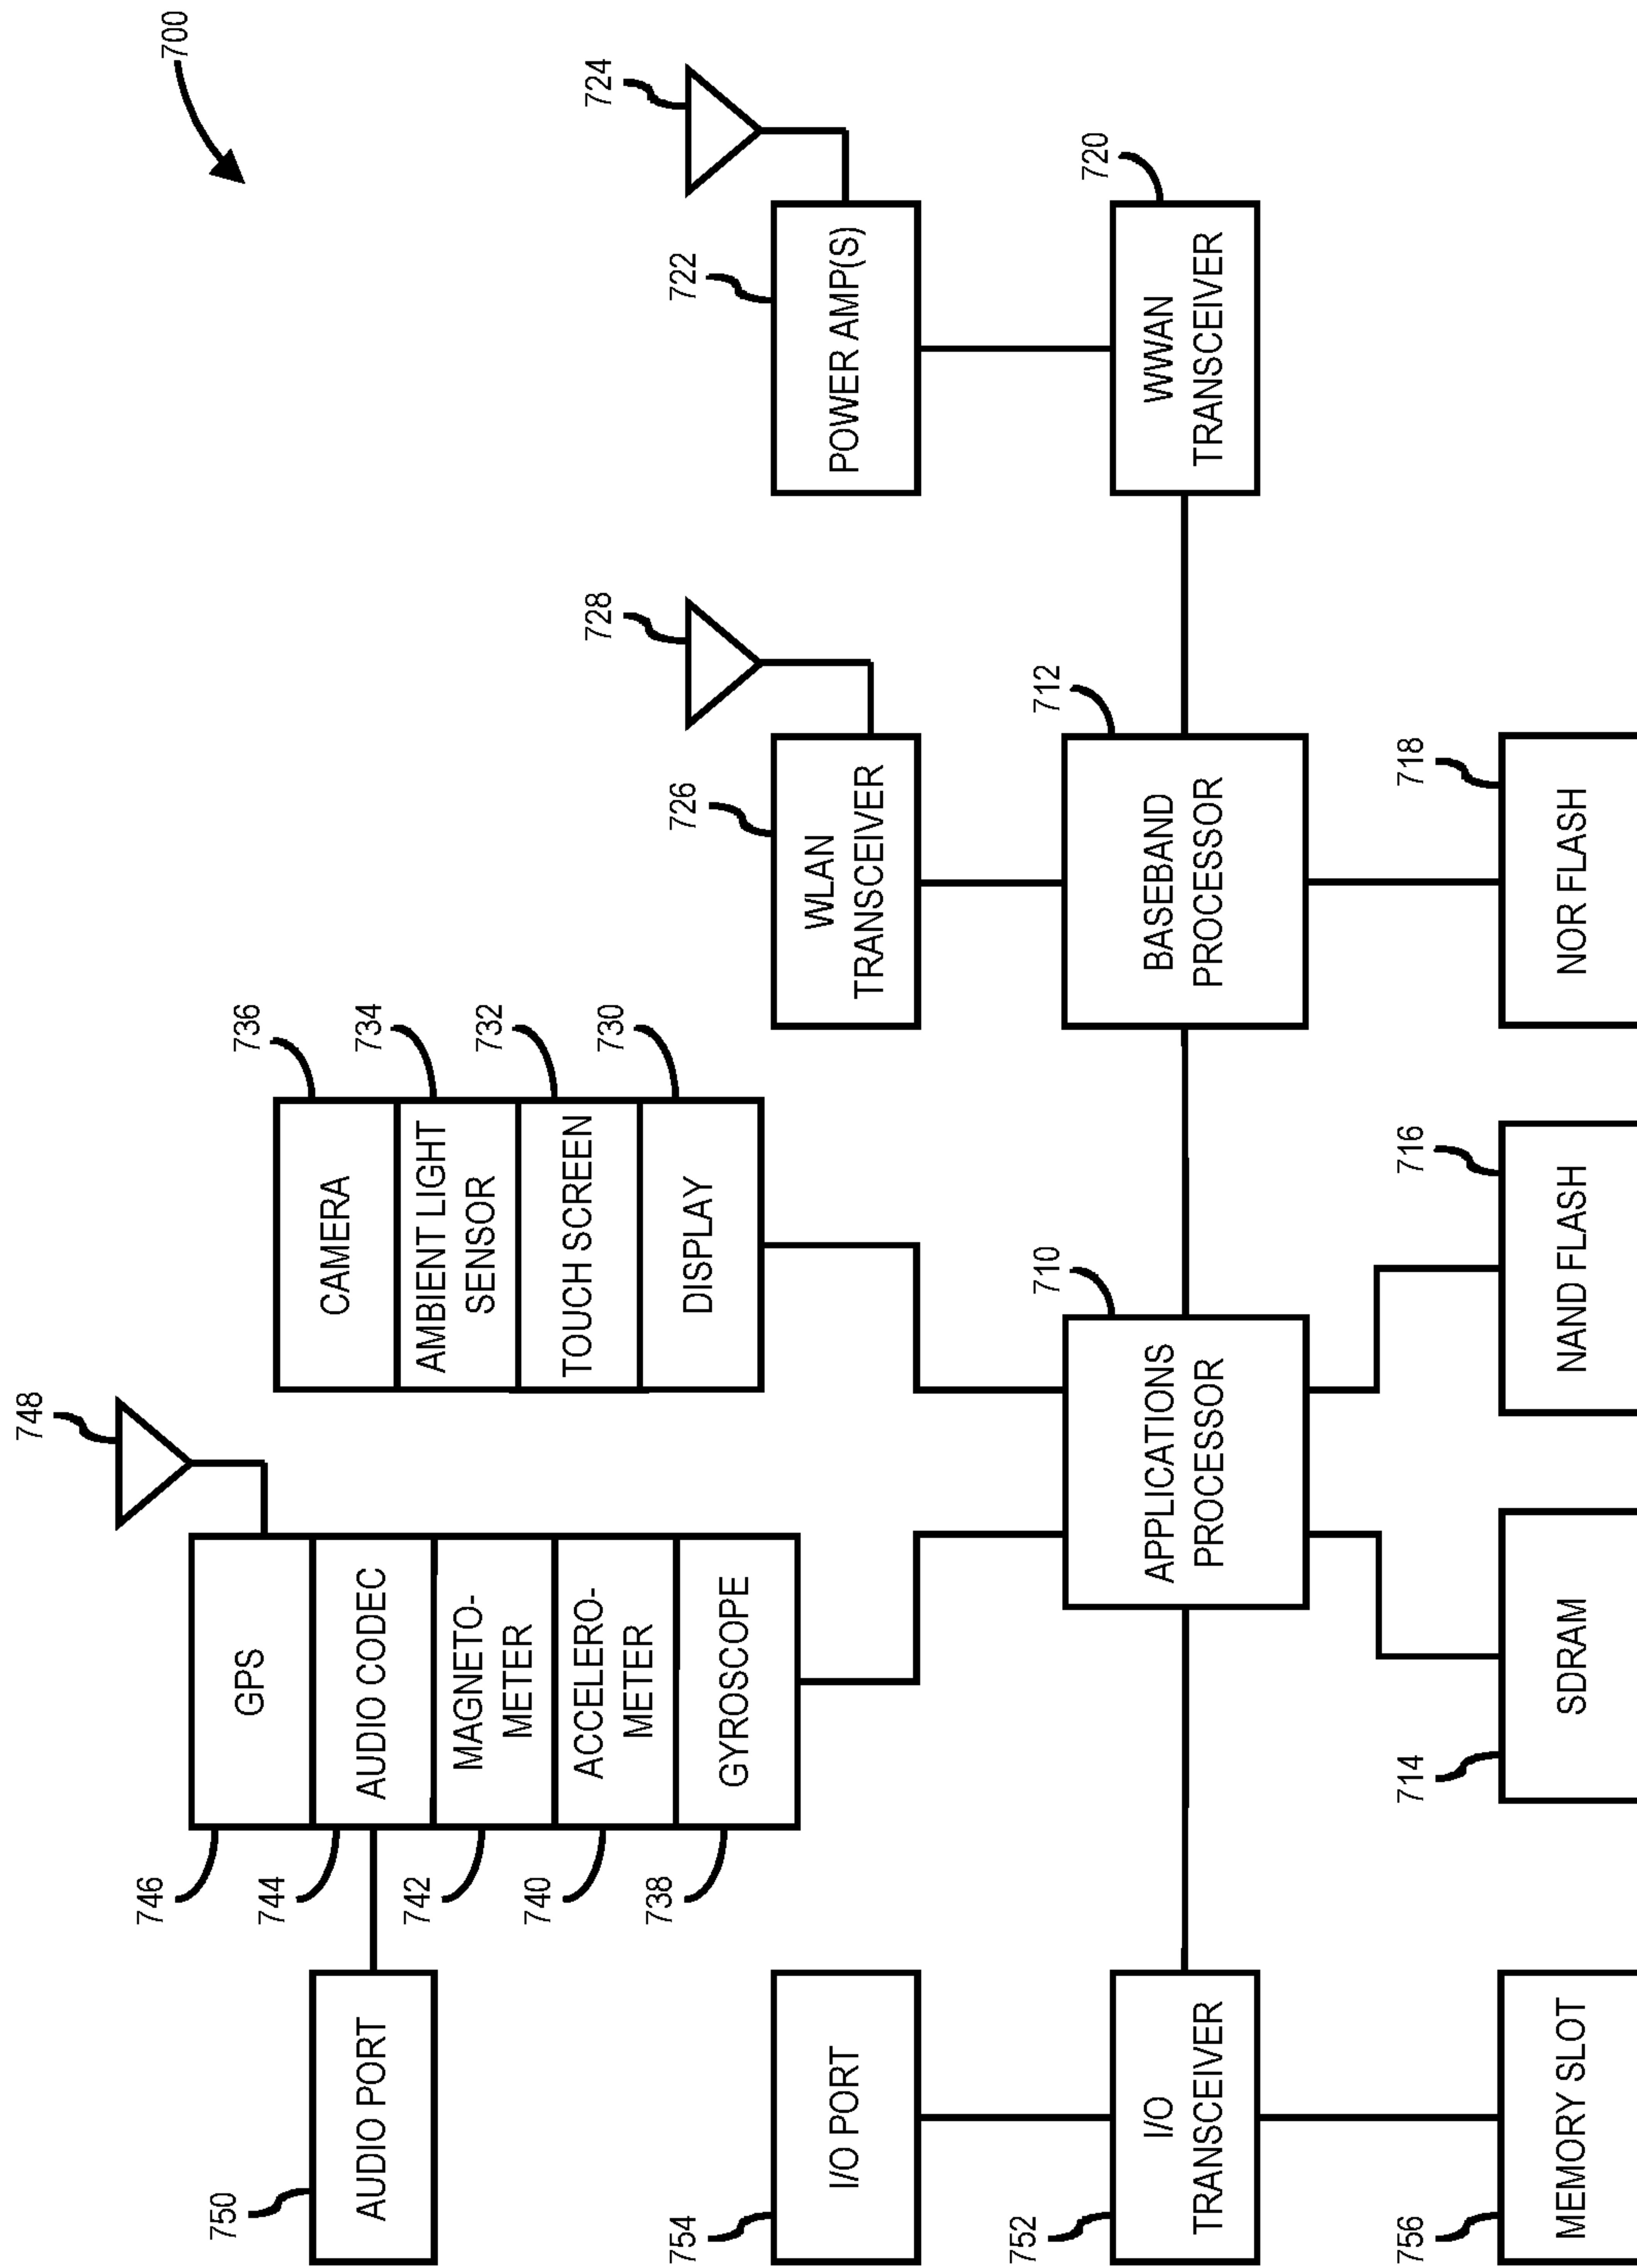 700
748
746
GPS
744
AUDIO CODEC
742
MAGNETO-
METER
740
ACCELERO-
METER
738
GYROSCOPE
750
AUDIO PORT
736
CAMERA
734
AMBIENT LIGHT
SENSOR
732
TOUCH SCREEN
730
DISPLAY
728
726
WLAN
TRANSCEIVER
724
722
POWER AMP(S)
754
I/O PORT
752
I/O
TRANSCEIVER
710
APPLICATIONS
PROCESSOR
712
BASEBAND
PROCESSOR
720
WWAN
TRANSCEIVER
756
MEMORY SLOT
714
SDRAM
716
NAND FLASH
718
NOR FLASH